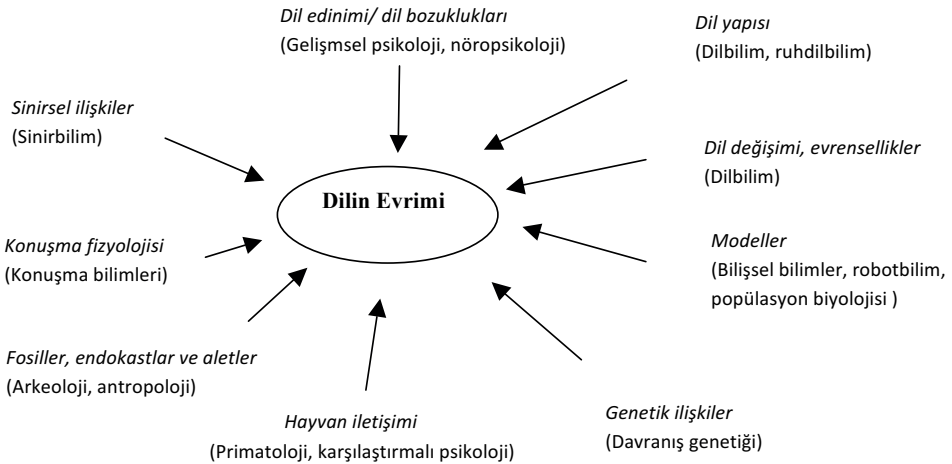 Dil edinimi/ dil bozuklukları
(Gelişmsel psikoloji, nöropsikoloji)
Dil yapısı
(Dilbilim, ruhdilbilim)
Sinirsel ilişkiler
(Sinirbilim)
Dil değişimi, evrensellikler
(Dilbilim)
Dilin Evrimi
Konuşma fizyolojisi
(Konuşma bilimleri)
Modeller
(Bilişsel bilimler, robotbilim,
popülasyon biyolojisi )
Fosiller, endokastlar ve aletler
(Arkeoloji, antropoloji)
Hayvan iletişimi
(Primatoloji, karşılaştırmalı psikoloji)
Genetik ilişkiler
(Davranış genetiği)